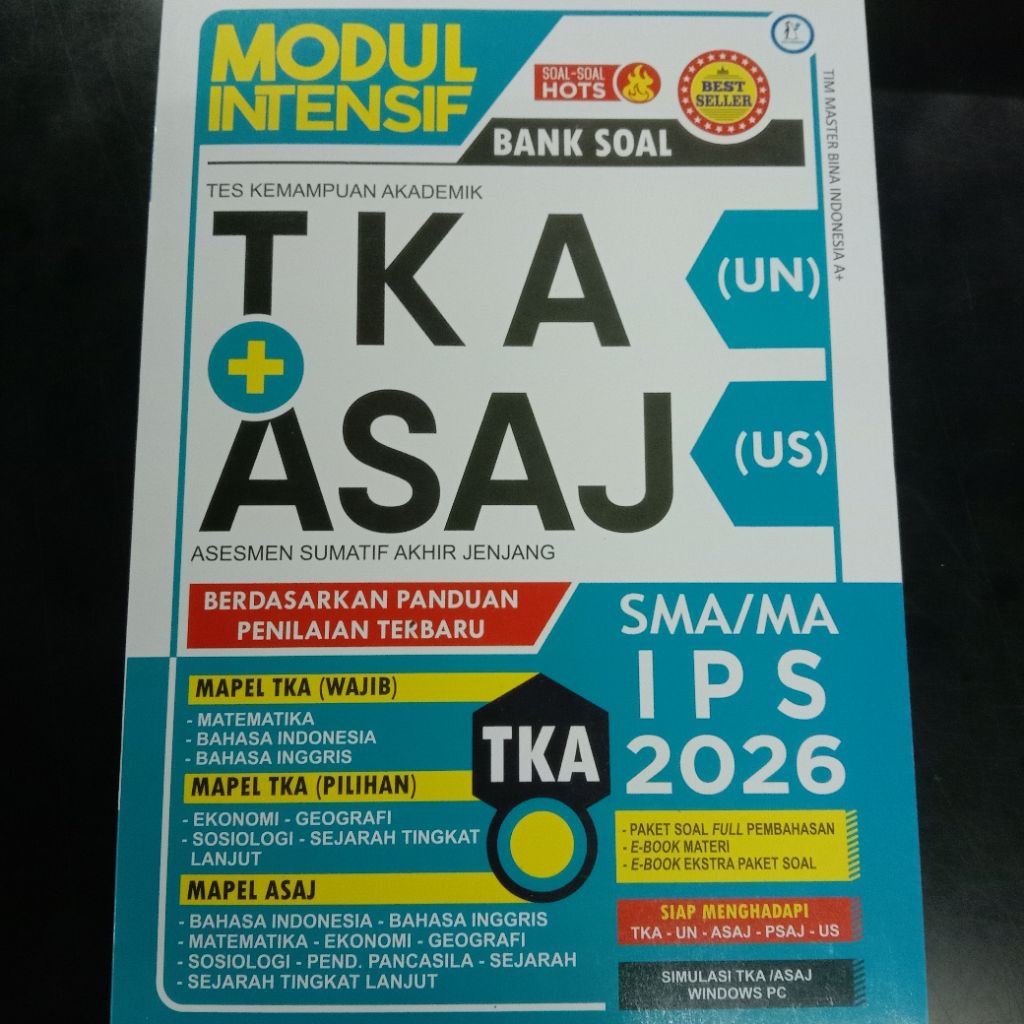 MODUL
INTENSIF
SOAL-SOAL
HOTS
BEST
SELLER
BANK SOAL
TIM MASTER BINA INDONESIA A+
TES KEMAMPUAN AKADEMIK
TKA
(UN)
+
ASAJ
(US)
ASESMEN SUMATIF AKHIR JENJANG
BERDASARKAN PANDUAN
PENILAIAN TERBARU
SMA/MA
IPS
2026
MAPEL TKA (WAJIB)
- MATEMATIKA
- BAHASA INDONESIA
- BAHASA INGGRIS
TKA
MAPEL TKA (PILIHAN)
- EKONOMI - GEOGRAFI
- SOSIOLOGI - SEJARAH TINGKAT
LANJUT
MAPEL ASAJ
- BAHASA INDONESIA - BAHASA INGGRIS
- MATEMATIKA - EKONOMI - GEOGRAFI
- SOSIOLOGI - PEND. PANCASILA - SEJARAH
- SEJARAH TINGKAT LANJUT
- PAKET SOAL FULL PEMBAHASAN
- E-BOOK MATERI
- E-BOOK EKSTRA PAKET SOAL
SIAP MENGHADAPI
TKA - UN - ASAJ - PSAJ - US
SIMULASI TKA /ASAJ
WINDOWS PC